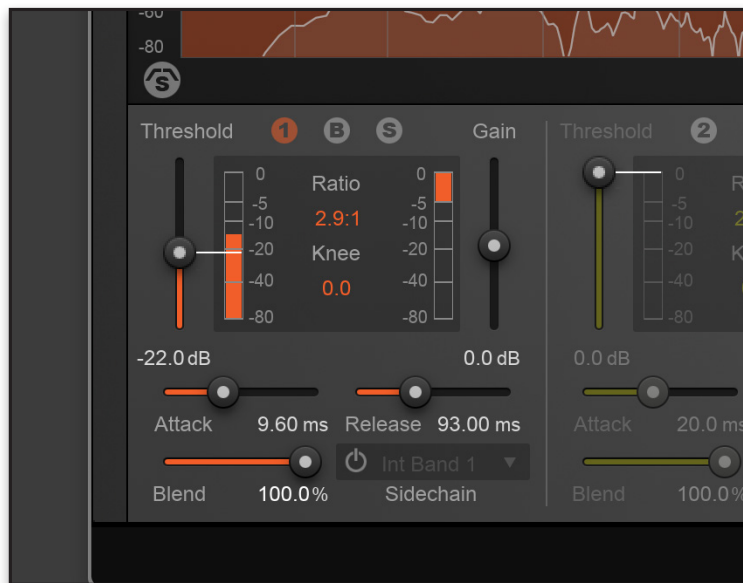 -60
-80
S
Threshold 1 B S Gain
Threshold 2
0 Ratio 0
-5 2.9:1 -5
-10 -10
-20 Knee -20
-40 0.0 -40
-80 -80
0
-5
-10
-20
-40
-80
-22.0 dB 0.0 dB
0.0 dB
Attack 9.60 ms Release 93.00 ms
Attack 20.0 ms
Int Band 1
Blend 100.0% Sidechain
Blend 100.0%